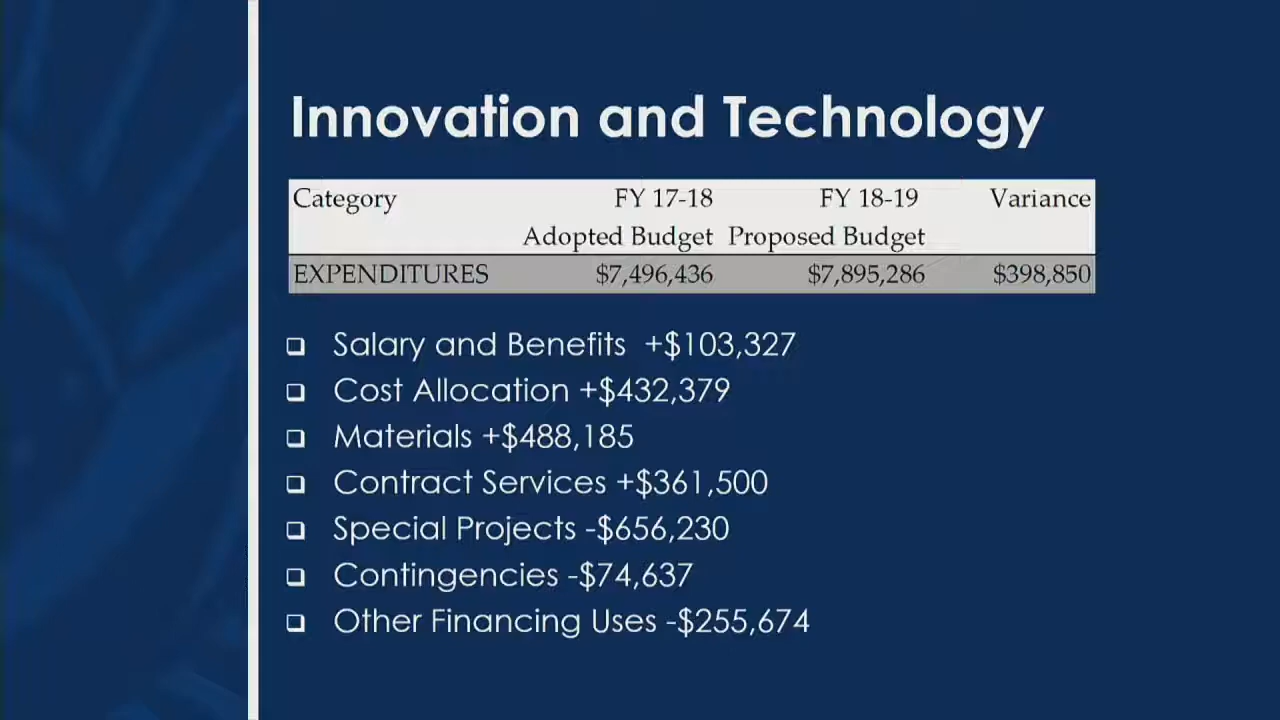 Innovation and Technology
Category FY 17-18 FY 18-19 Variance
Adopted Budget Proposed Budget
EXPENDITURES $7,496,436 $7,895,286 $398,850
❑ Salary and Benefits +$103,327
❑ Cost Allocation +$432,379
❑ Materials +$488,185
❑ Contract Services +$361,500
❑ Special Projects -$656,230
❑ Contingencies -$74,637
❑ Other Financing Uses -$255,674